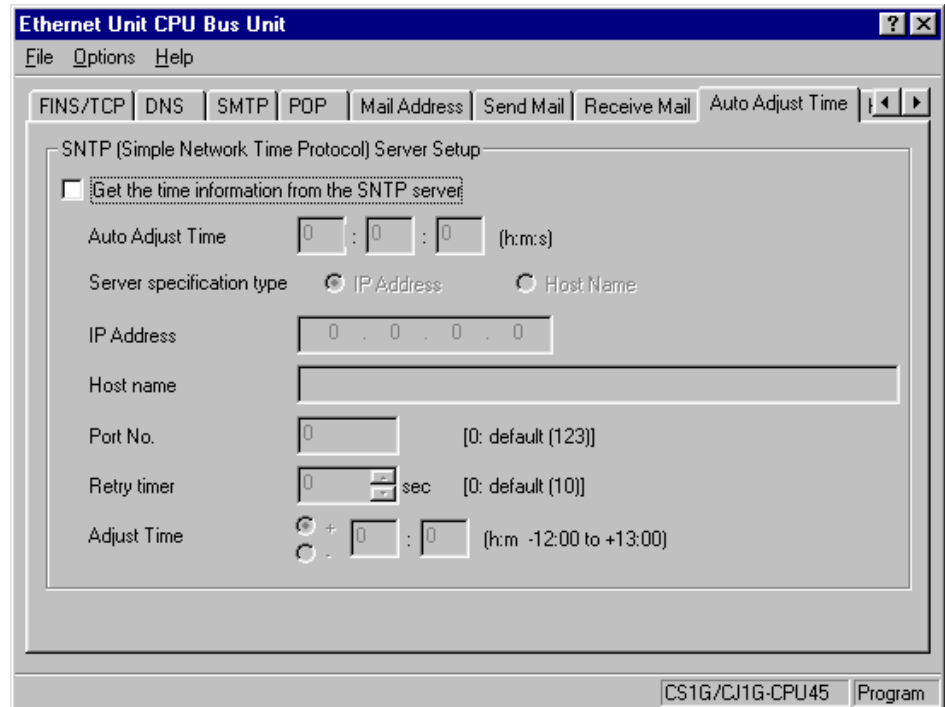 Ethernet Unit CPU Bus Unit
File Options Help
FINS/TCP DNS SMTP POP Mail Address Send Mail Receive Mail Auto Adjust Time
SNTP (Simple Network Time Protocol) Server Setup
Get the time information from the SNTP server
Auto Adjust Time 0 : 0 : 0 (h:m:s)
Server specification type IP Address Host Name
IP Address 0 . 0 . 0 . 0
Host name
Port No. 0 [0: default (123)]
Retry timer 0 sec [0: default (10)]
Adjust Time + - 0 : 0 (h:m -12:00 to +13:00)
CS1G/CJ1G-CPU45 Program